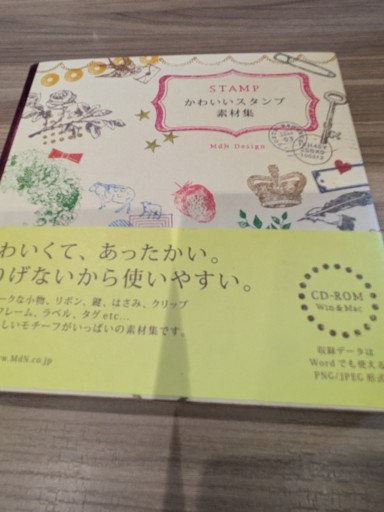 STAMP
かわいいスタンプ
素材集
MdN Design
わいくて、あったかい。
げないから使いやすい。
ークな小物、リボン、鍵、はさみ、クリップ
フレーム、ラベル、タグetc...
しいモチーフがいっぱいの素材集です。
www.MdN.co.jp
CD-ROM
Win & Mac
収録データは
Wordでも使える
PNG/JPEG形式